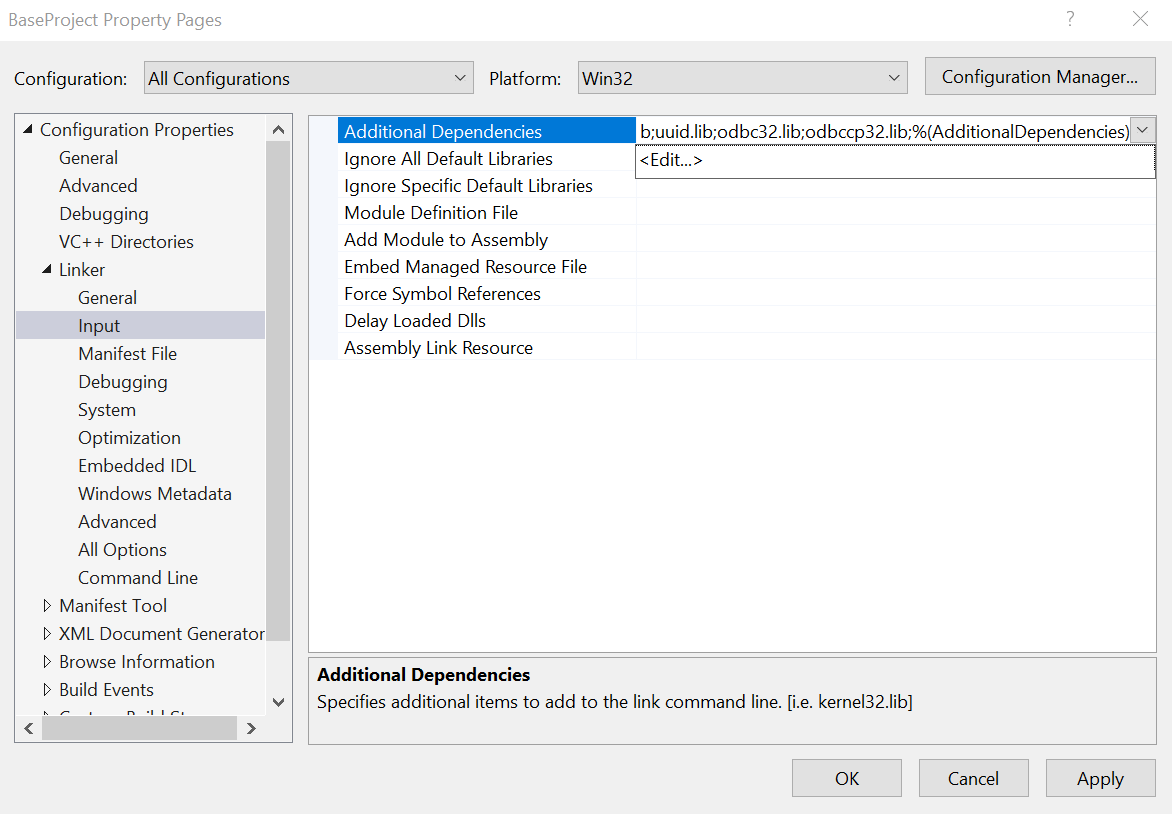 BaseProject Property Pages
?
Configuration: All Configurations Platform: Win32 Configuration Manager...
Configuration Properties
General
Advanced
Debugging
VC++ Directories
Linker
General
Input
Manifest File
Debugging
System
Optimization
Embedded IDL
Windows Metadata
Advanced
All Options
Command Line
Manifest Tool
XML Document Generator
Browse Information
Build Events
Additional Dependencies b;uuid.lib;odbc32.lib;odbccp32.lib;%(AdditionalDependencies)
Ignore All Default Libraries <Edit...>
Ignore Specific Default Libraries
Module Definition File
Add Module to Assembly
Embed Managed Resource File
Force Symbol References
Delay Loaded Dlls
Assembly Link Resource
Additional Dependencies
Specifies additional items to add to the link command line. [i.e. kernel32.lib]
OK Cancel Apply